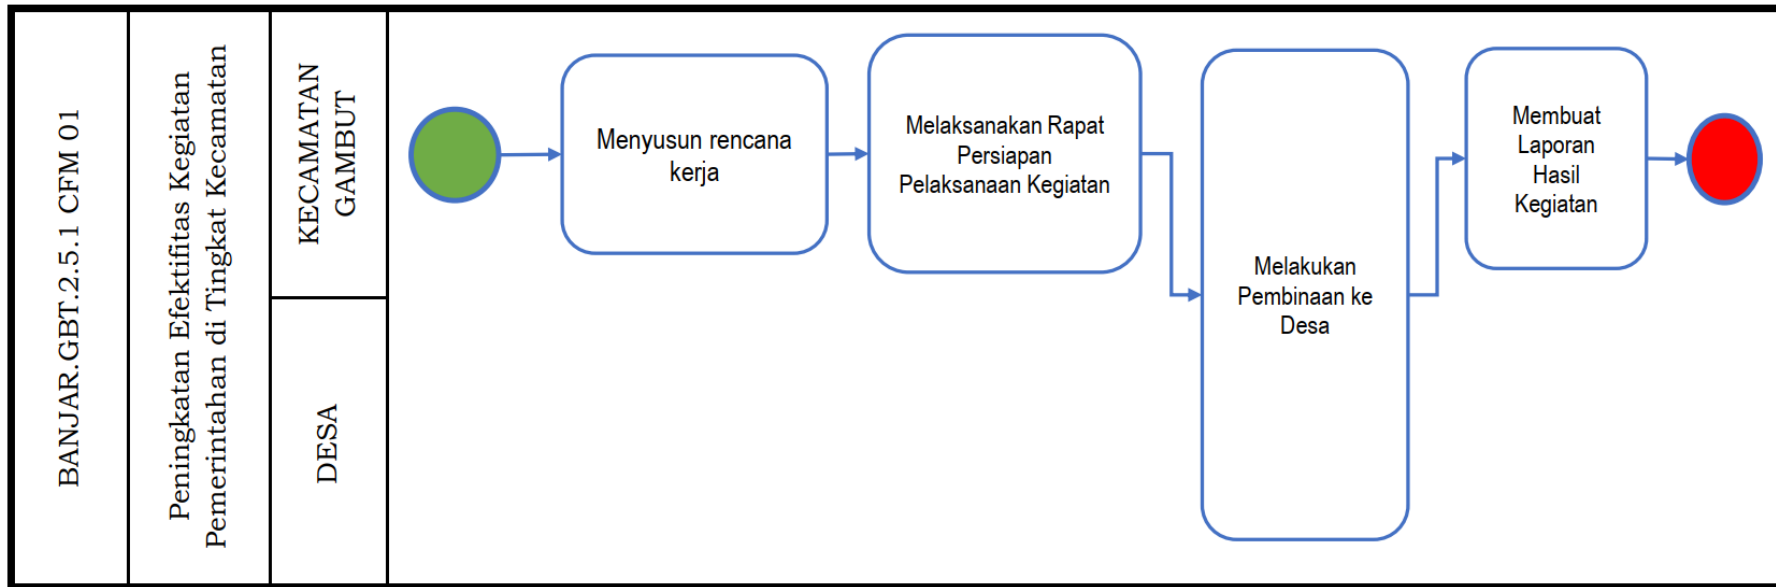 BANJAR.GBT.2.5.1 CFM 01
Peningkatan Efektifitas Kegiatan
Pemerintahan di Tingkat Kecamatan
KECAMATAN
GAMBUT
DESA
Menyusun rencana
kerja
Melaksanakan Rapat
Persiapan
Pelaksanaan Kegiatan
Melakukan
Pembinaan ke
Desa
Membuat
Laporan
Hasil
Kegiatan